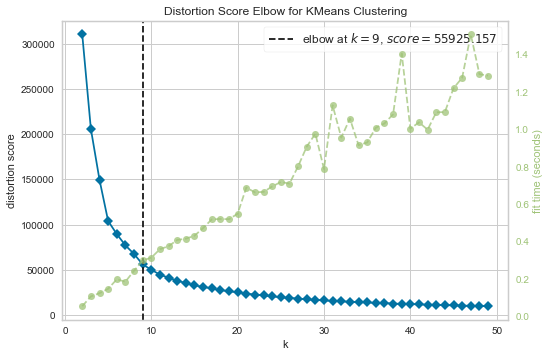 Distortion Score Elbow for KMeans Clustering
elbow at k = 9, score = 55925.157
distortion score
300000
250000
200000
150000
100000
50000
0
1.4
1.2
1.0
0.8
0.6
0.4
0.2
0.0
fit time (seconds)
0 10 20 30 40 50
k